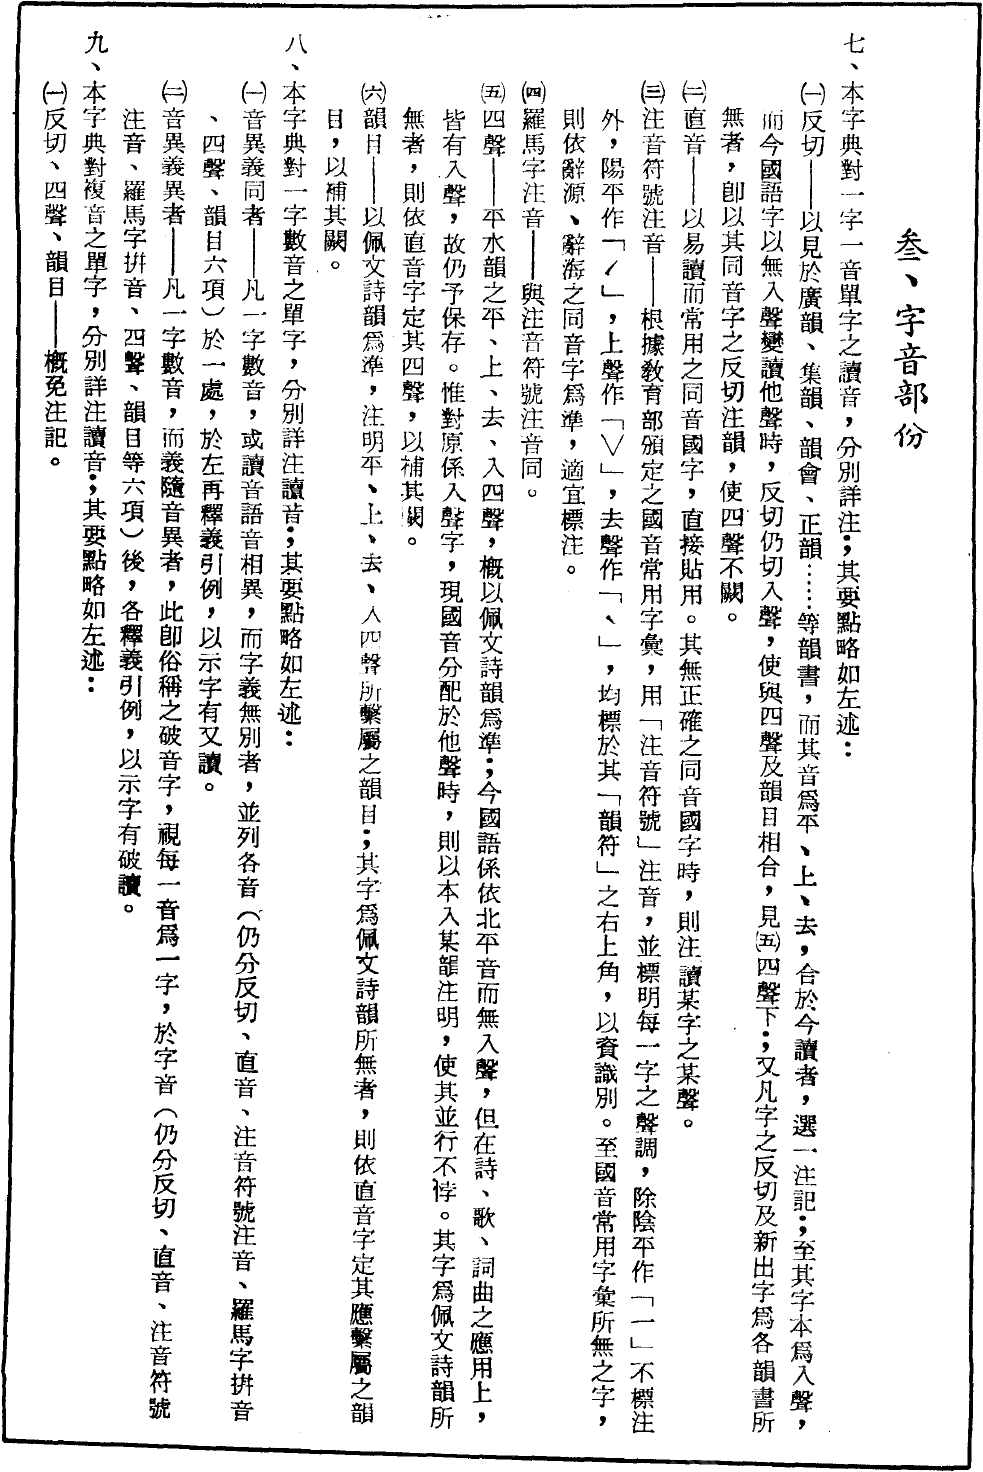 叁、字音部份
七、本字典對一字一音單字之讀音，分別詳注；其要點略如左述：
㈠反切——以見於廣韻、集韻、韻會、正韻……等韻書，而其音爲平、上、去，合於今讀者，選一注記；至其字本爲入聲，
而今國語字以無入聲變讀他聲時，反切仍切入聲，使與四聲及韻目相合，見㈤四聲下；又凡字之反切及新出字爲各韻書所
無者，卽以其同音字之反切注韻，使四聲不闕。
㈡直音——以易讀而常用之同音國字，直接貼用。其無正確之同音國字時，則注讀某字之某聲。
㈢注音符號注音——根據教育部頒定之國音常用字彙，用「注音符號」注音，並標明每一字之聲調，除陰平作「一」不標注
外，陽平作「ˊ」，上聲作「ˇ」，去聲作「ˋ」，均標於其「韻符」之右上角，以資識別。至國音常用字彙所無之字，
則依辭源、辭海之同音字爲準，適宜標注。
㈣羅馬字注音——與注音符號注音同。
㈤四聲——平水韻之平、上、去、入四聲，概以佩文詩韻爲準；今國語係依北平音而無入聲，但在詩、歌、詞曲之應用上，
皆有入聲，故仍予保存。惟對原係入聲字，現國音分配於他聲時，則以本入某韻注明，使其並行不悖。其字爲佩文詩韻所
無者，則依直音字定其四聲，以補其闕。
㈥韻目——以佩文詩韻爲準，注明平、上、去、入四聲所繫屬之韻目；其字爲佩文詩韻所無者，則依直音字定其應繫屬之韻
目，以補其闕。
八、本字典對一字數音之單字，分別詳注讀音；其要點略如左述：
㈠音異義同者——凡一字數音，或讀音語音相異，而字義無別者，並列各音（仍分反切、直音、注音符號注音、羅馬字拼音
、四聲、韻目六項）於一處，於左再釋義引例，以示字有又讀。
㈡音異義異者——凡一字數音，而義隨音異者，此卽俗稱之破音字，視每一音爲一字，於字音（仍分反切、直音、注音符號
注音、羅馬字拼音、四聲、韻目等六項）後，各釋義引例，以示字有破讀。
九、本字典對複音之單字，分別詳注讀音；其要點略如左述：
㈠反切、四聲、韻目——概免注記。